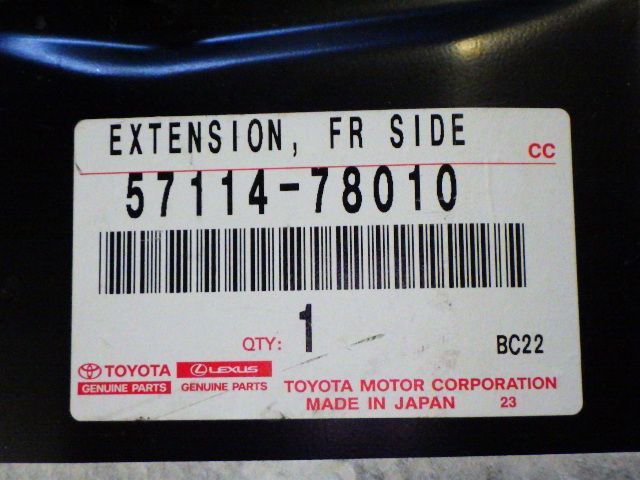 EXTENSION, FR SIDE
CC
57114-78010
QTY: 1
BC22
TOYOTA LEXUS
GENUINE PARTS GENUINE PARTS
TOYOTA MOTOR CORPORATION
MADE IN JAPAN 23